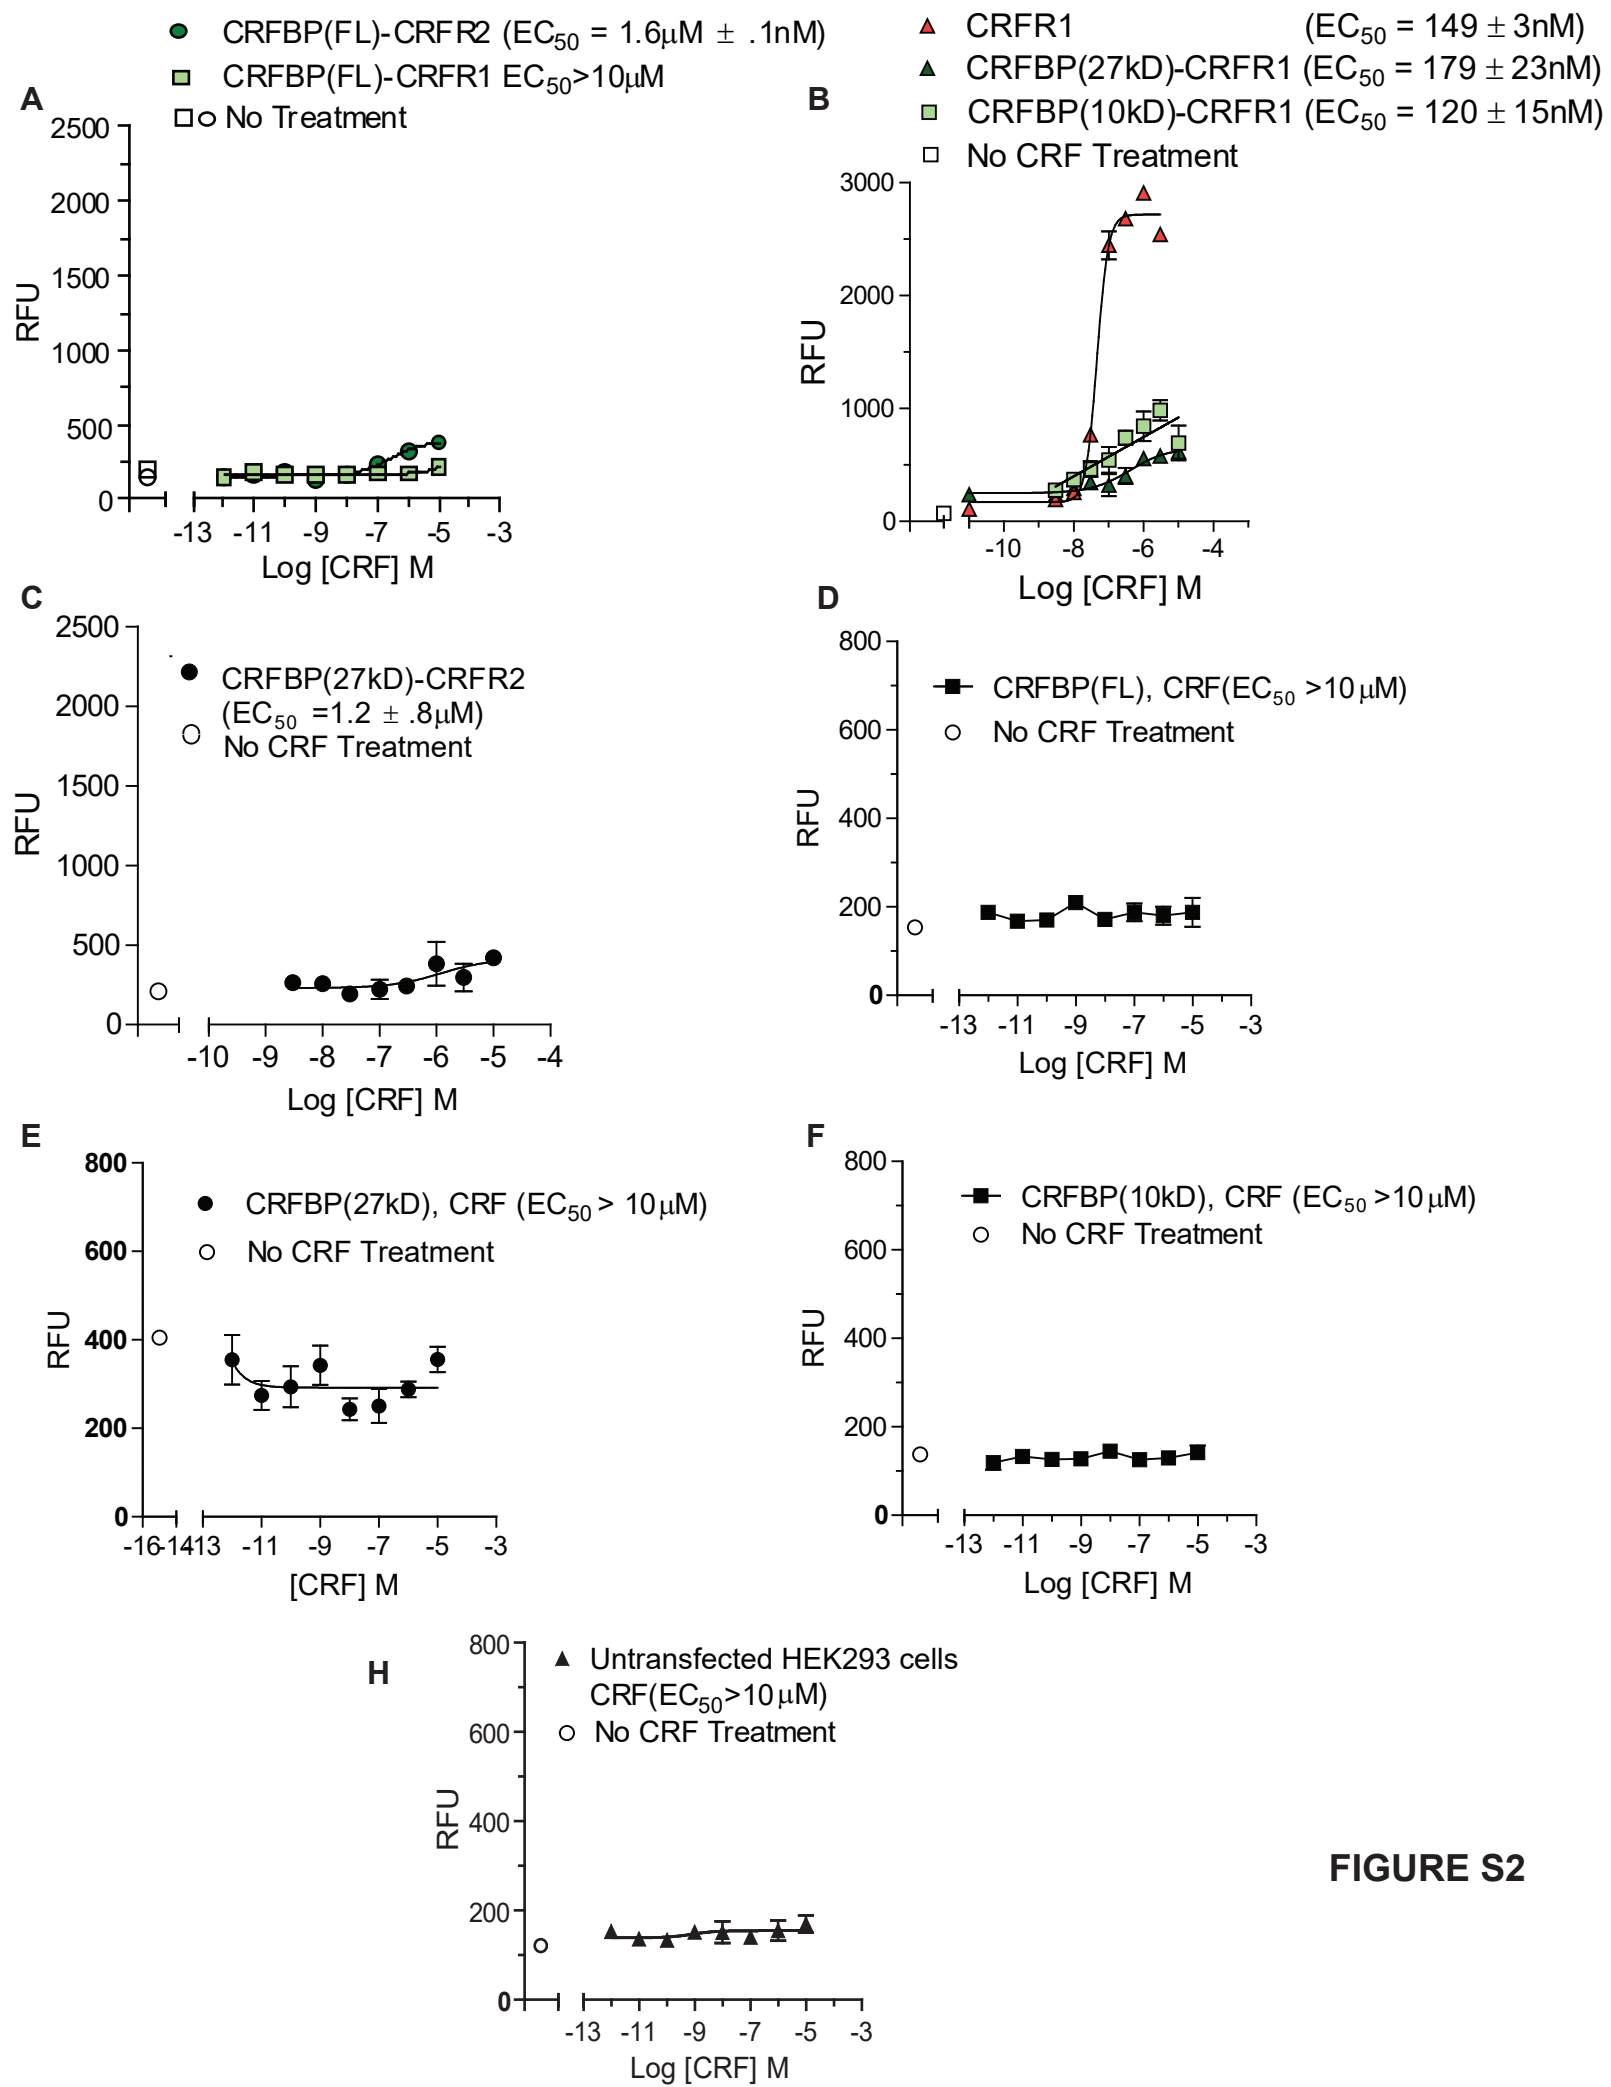 CRFBP(FL)-CRFR2 (EC50 = 1.6μM ± .1nM)
CRFBP(FL)-CRFR1 EC50>10μM
No Treatment
A
2500
2000
1500
1000
500
0
RFU
-13 -11 -9 -7 -5 -3
Log [CRF] M
CRFR1 (EC50 = 149 ± 3nM)
CRFBP(27kD)-CRFR1 (EC50 = 179 ± 23nM)
CRFBP(10kD)-CRFR1 (EC50 = 120 ± 15nM)
No CRF Treatment
B
3000
2000
1000
0
RFU
-10 -8 -6 -4
Log [CRF] M
C
2500
2000
1500
1000
500
0
RFU
CRFBP(27kD)-CRFR2
(EC50 =1.2 ± .8μM)
No CRF Treatment
-10 -9 -8 -7 -6 -5 -4
Log [CRF] M
D
800
600
400
200
0
RFU
CRFBP(FL), CRF(EC50 >10μM)
No CRF Treatment
-13 -11 -9 -7 -5 -3
Log [CRF] M
E
800
600
400
200
0
RFU
CRFBP(27kD), CRF (EC50 > 10μM)
No CRF Treatment
-16 -14 -13 -11 -9 -7 -5 -3
[CRF] M
F
800
600
400
200
0
RFU
CRFBP(10kD), CRF (EC50 >10μM)
No CRF Treatment
-13 -11 -9 -7 -5 -3
Log [CRF] M
H
800
600
400
200
0
RFU
Untransfected HEK293 cells
CRF(EC50>10μM)
No CRF Treatment
-13 -11 -9 -7 -5 -3
Log [CRF] M
FIGURE S2